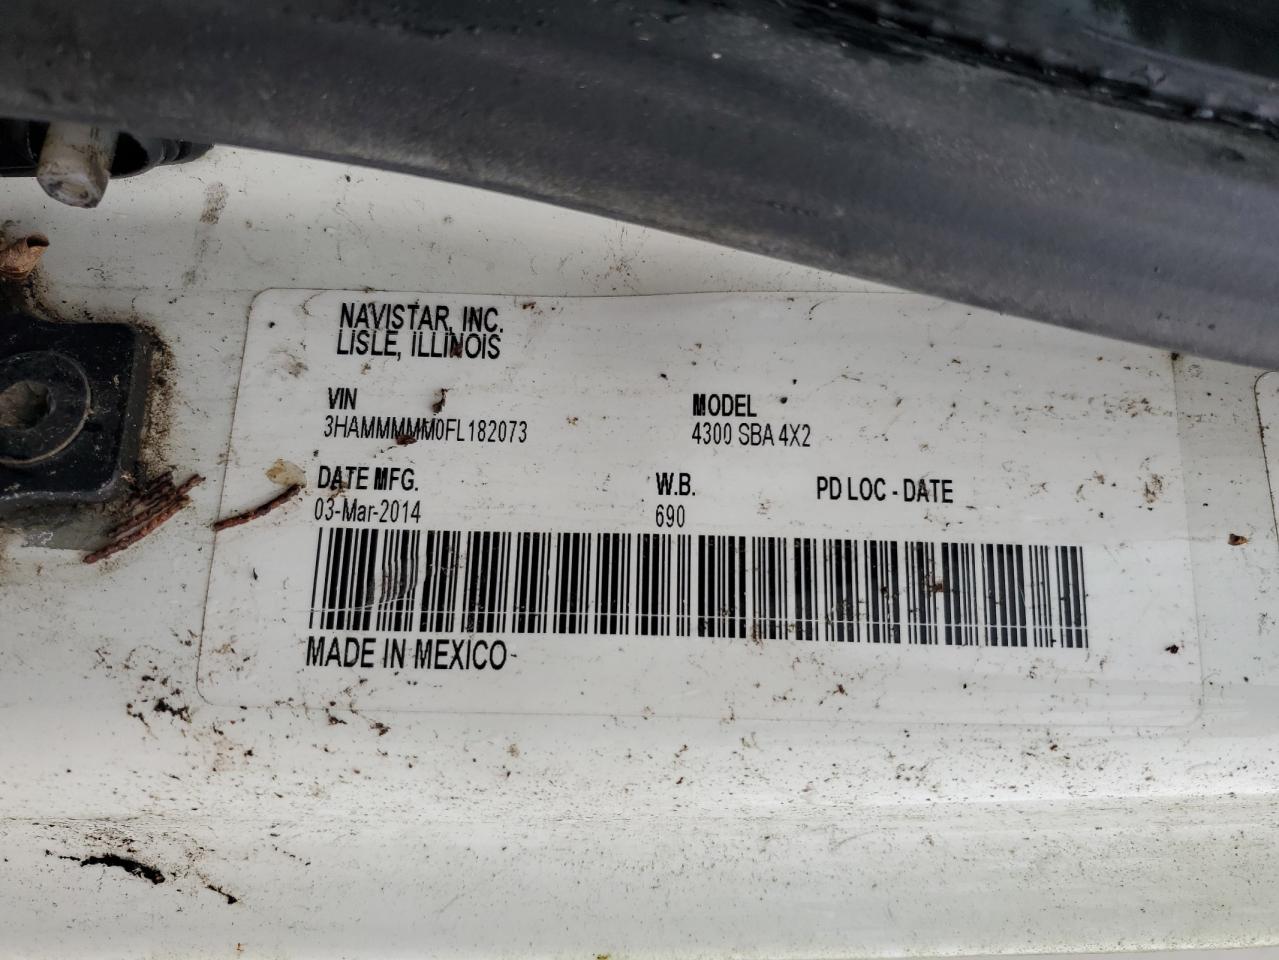 NAVISTAR, INC.
LISLE, ILLINOIS
VIN MODEL
3HAMMMMM0FL182073 4300 SBA 4X2
DATE MFG. W.B. PD LOC - DATE
03-Mar-2014 690
MADE IN MEXICO